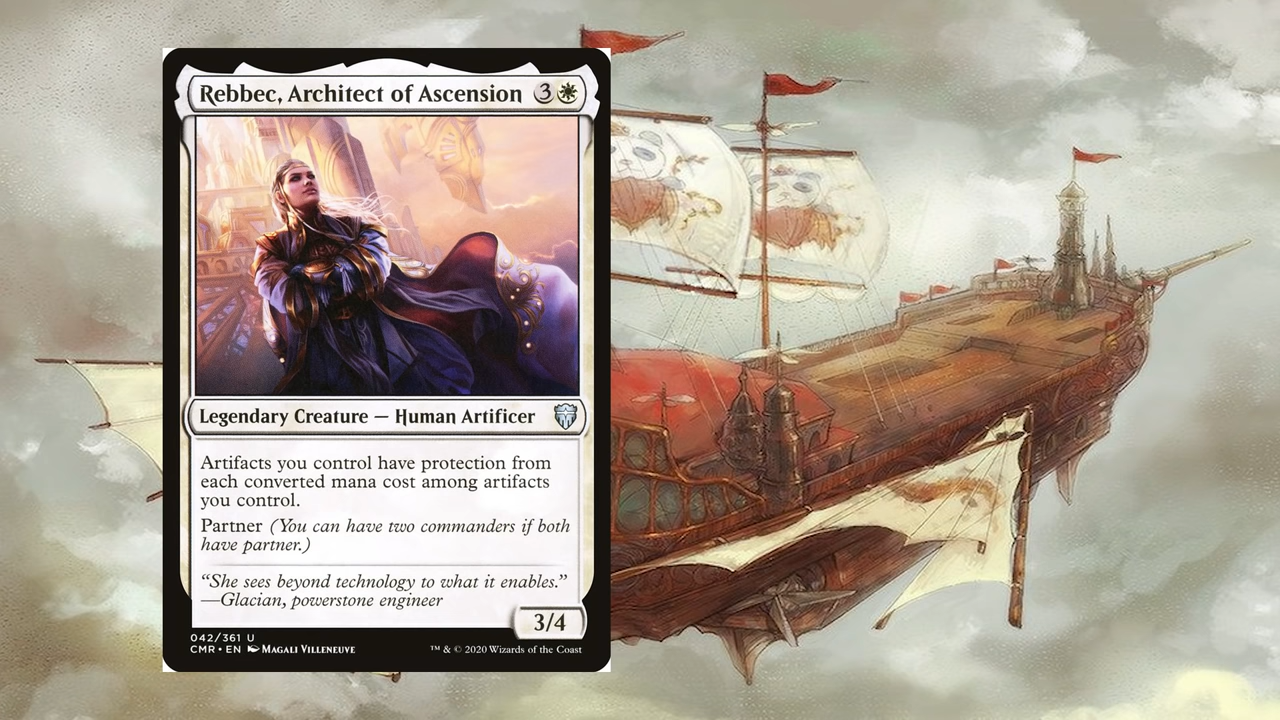 Rebbec, Architect of Ascension 3
Legendary Creature — Human Artificer
Artifacts you control have protection from
each converted mana cost among artifacts
you control.
Partner (You can have two commanders if both
have partner.)
“She sees beyond technology to what it enables.”
—Glacian, powerstone engineer
3/4
042/361 U
CMR • EN MAGALI VILLENEUVE
™ & © 2020 Wizards of the Coast